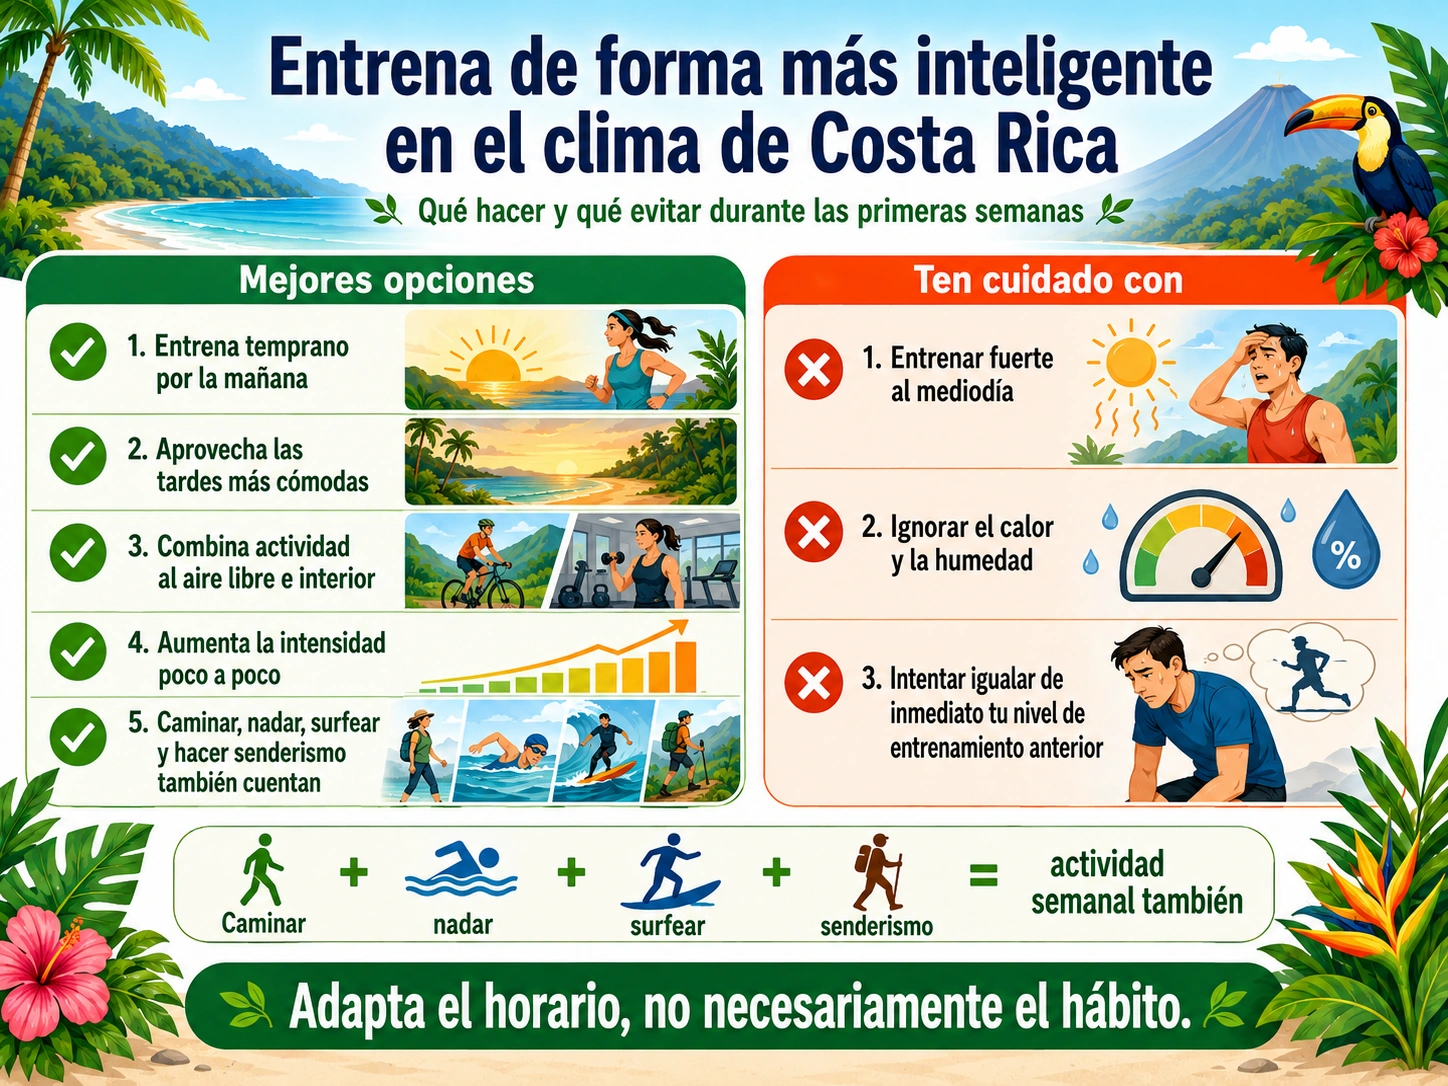 Entrena de forma más inteligente
en el clima de Costa Rica
Qué hacer y qué evitar durante las primeras semanas
Mejores opciones
1. Entrena temprano
por la mañana
2. Aprovecha las
tardes más cómodas
3. Combina actividad
al aire libre e interior
4. Aumenta la intensidad
poco a poco
5. Caminar, nadar, surfear
y hacer senderismo
también cuentan
Ten cuidado con
1. Entrenar fuerte
al mediodía
2. Ignorar el calor
y la humedad
%
3. Intentar igualar de
inmediato tu nivel de
entrenamiento anterior
Caminar
+
nadar
+
surfear
+
senderismo
=
actividad
semanal también
Adapta el horario, no necesariamente el hábito.